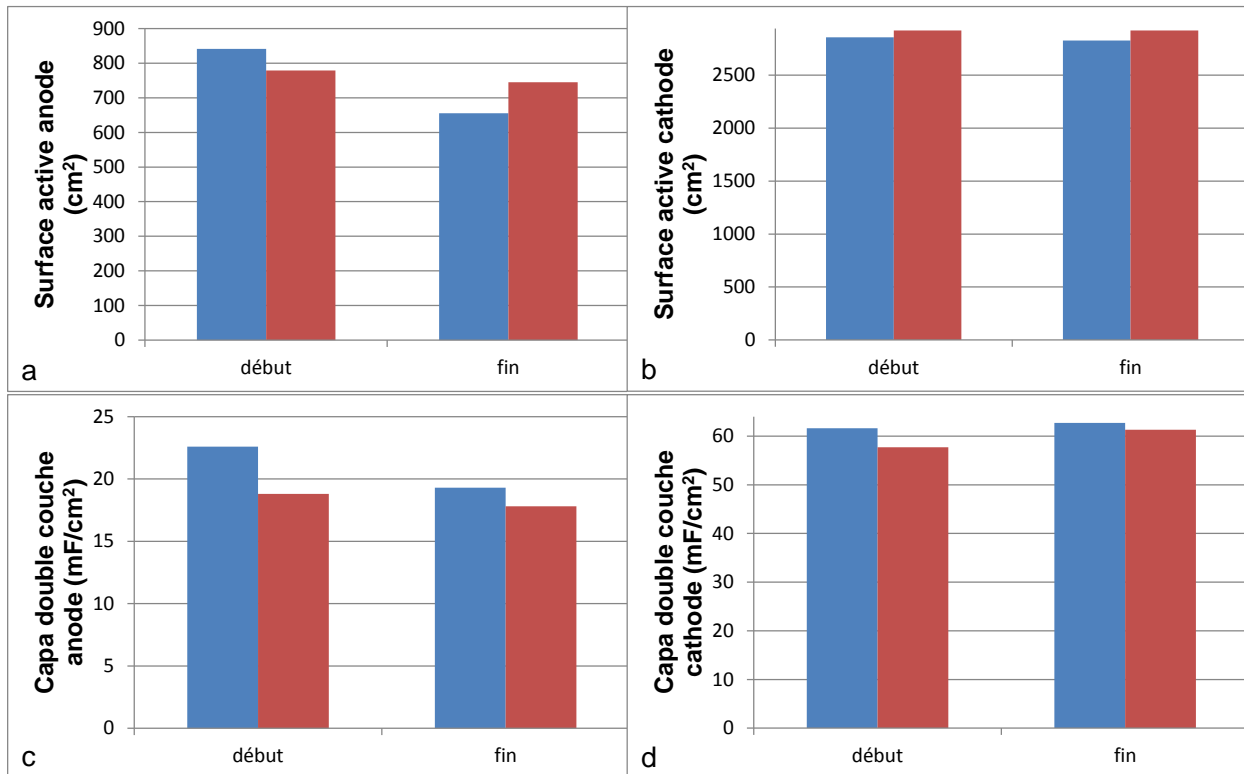 Surface active anode
(cm²)
900
800
700
600
500
400
300
200
100
0
début
fin
a
Surface active cathode
(cm²)
2500
2000
1500
1000
500
0
début
fin
b
Capa double couche
anode (mF/cm²)
25
20
15
10
5
0
début
fin
c
Capa double couche
cathode (mF/cm²)
60
50
40
30
20
10
0
début
fin
d